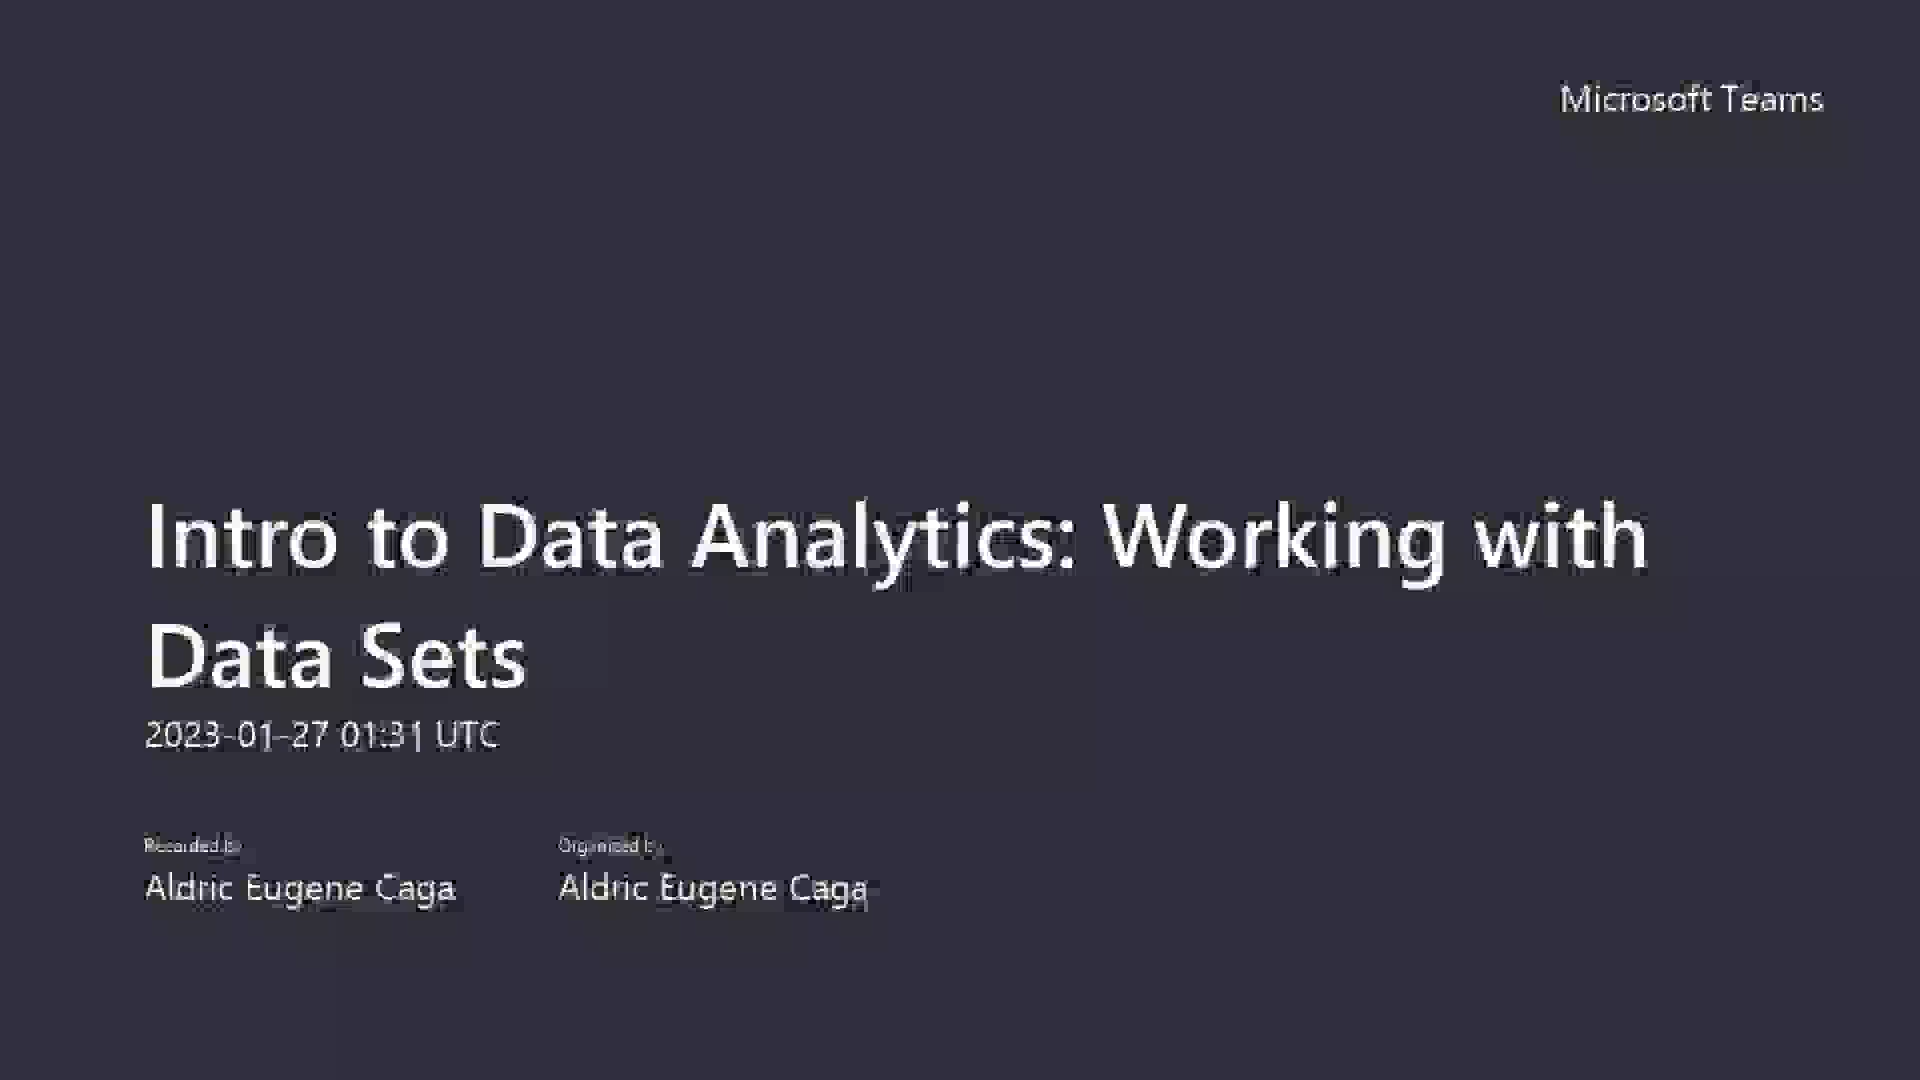 Microsoft Teams
Intro to Data Analytics: Working with
Data Sets
2023-01-27 01:31 UTC
Recorded by
Organized by
Aldric Eugene Caga
Aldric Eugene Caga